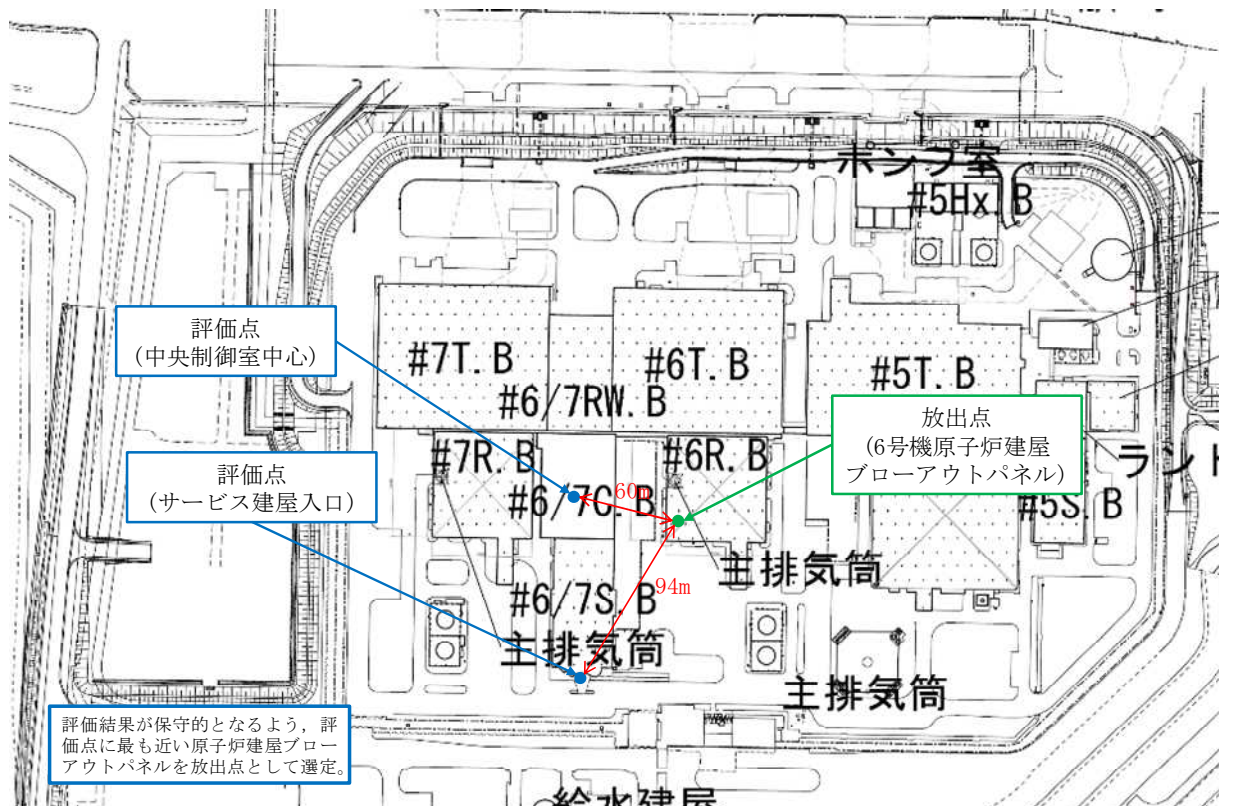 ポンプ室
#5Hx.B
評価点
(中央制御室中心)
#7T.B
#6T.B
#5T.B
#6/7RW.B
放出点
(6号機原子炉建屋
ブローアウトパネル)
評価点
(サービス建屋入口)
#7R.B
#6R.B
ランド
60m
#6/7C.B
#5S.B
主排気筒
94m
#6/7S.B
主排気筒
主排気筒
評価結果が保守的となるよう，評
価点に最も近い原子炉建屋ブロー
アウトパネルを放出点として選定。
給水建屋